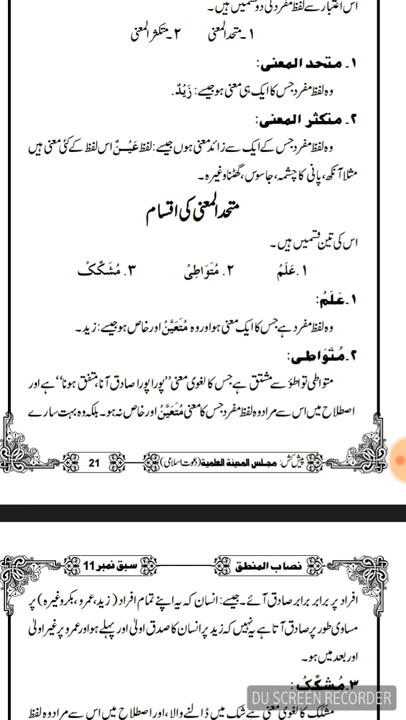 اس اعتبار سے لفظ مفرد کی دو قسمیں ہیں۔
۱۔متحد المعنی ۲۔متکثر المعنی
۱۔ متحد المعنی:
وہ لفظ مفرد جس کا ایک ہی معنی ہو جیسے: زَیْدٌ.
۲۔ متکثر المعنی:
وہ لفظ مفرد جس کے ایک سے زائد معنی ہوں جیسے: لفظ عَیْنٌ اس لفظ کے کئی معنی ہیں
مثلا آنکھ، پانی کا چشمہ، جاسوس، گھٹنا وغیرہ۔
متحد المعنی کی اقسام
اس کی تین قسمیں ہیں۔
۱. عَلَمْ ۲. مُتَوَاطِیْ ۳. مُشَکِّکْ
۱۔عَلَمْ:
وہ لفظ مفرد ہے جس کا ایک معنی ہو اور وہ مُتَعَیَّنْ اور خاص ہو جیسے: زید۔
۲۔مُتَوَاطِی:
متواطی تواطؤ سے مشتق ہے جس کا لغوی معنی ”پورا پورا صادق آنا، متفق ہونا“ ہے اور
اصطلاح میں اس سے مراد وہ لفظ مفرد جس کا معنی مُتَعَیَّنْ اور خاص نہ ہو۔ بلکہ وہ بہت سارے
21 پیش کش: مجلس المدینۃ العلمیۃ (دعوت اسلامی)
نصاب المنطق سبق نمبر 11
افراد پر برابر برابر صادق آئے۔ جیسے: انسان کہ یہ اپنے تمام افراد (زید، عمرو، بکر وغیرہ) پر
مساوی طور پر صادق آتا ہے یہ نہیں کہ زید پر انسان کا صدق اولیٰ اور پہلے ہو اور عمرو پر غیر اولیٰ
اور بعد میں ہو۔
۳۔مُشَکِّکْ:
مشکک کا لغوی معنی ہے شک میں ڈالنے والا، اور اصطلاح میں اس سے مراد وہ لفظ
DU SCREEN RECORDER